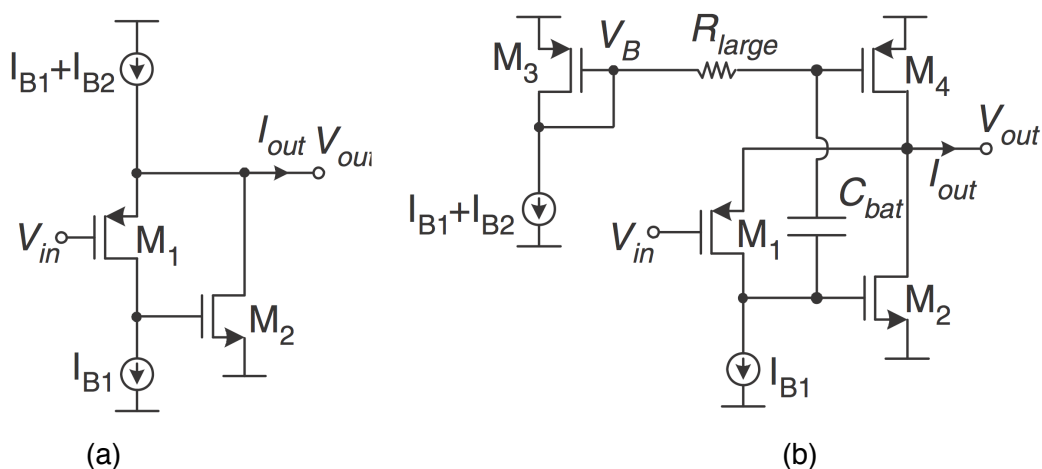 I_B1+I_B2
I_out V_out
V_in
M_1
M_2
I_B1
(a)
M_3
V_B
R_large
M_4
V_out
I_out
I_B1+I_B2
C_bat
V_in
M_1
M_2
I_B1
(b)